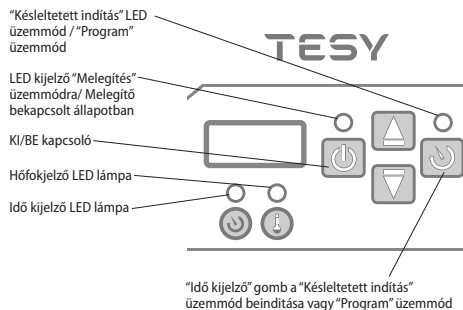 “Késleltetett indítás” LED
üzemmód / “Program”
üzemmód
TESY
LED kijelző “Melegítés”
üzemmódra/ Melegítő
bekapcsolt állapotban
KI/BE kapcsoló
Hőfokjelző LED lámpa
Idő kijelző LED lámpa
“Idő kijelző” gomb a “Késleltetett indítás”
üzemmód beinditása vagy “Program” üzemmód